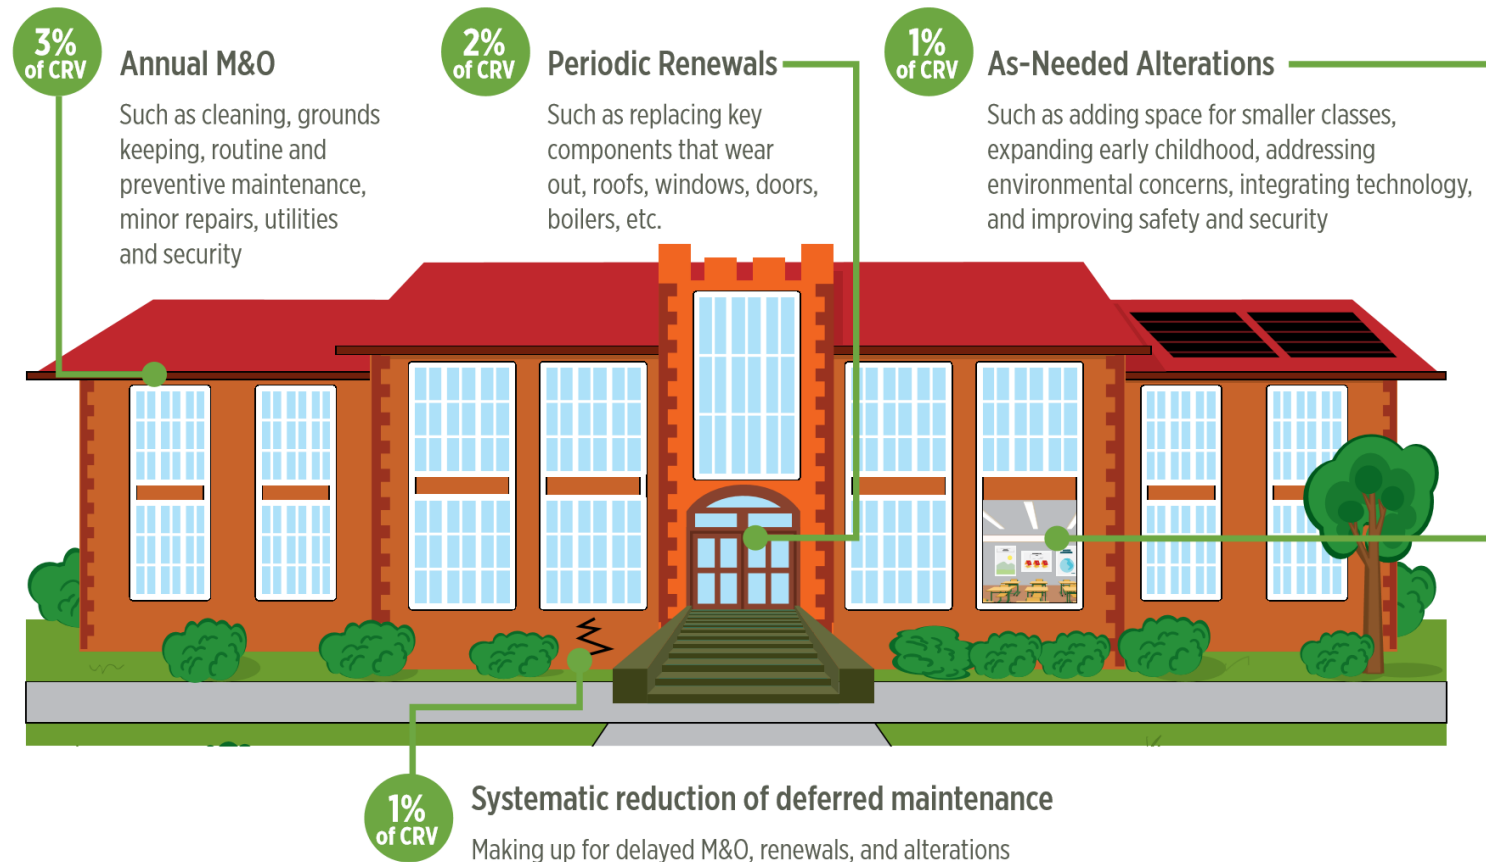 3%
of CRV
Annual M&O
Such as cleaning, grounds
keeping, routine and
preventive maintenance,
minor repairs, utilities
and security
2%
of CRV
Periodic Renewals
Such as replacing key
components that wear
out, roofs, windows, doors,
boilers, etc.
1%
of CRV
As-Needed Alterations
Such as adding space for smaller classes,
expanding early childhood, addressing
environmental concerns, integrating technology,
and improving safety and security
1%
of CRV
Systematic reduction of deferred maintenance
Making up for delayed M&O, renewals, and alterations